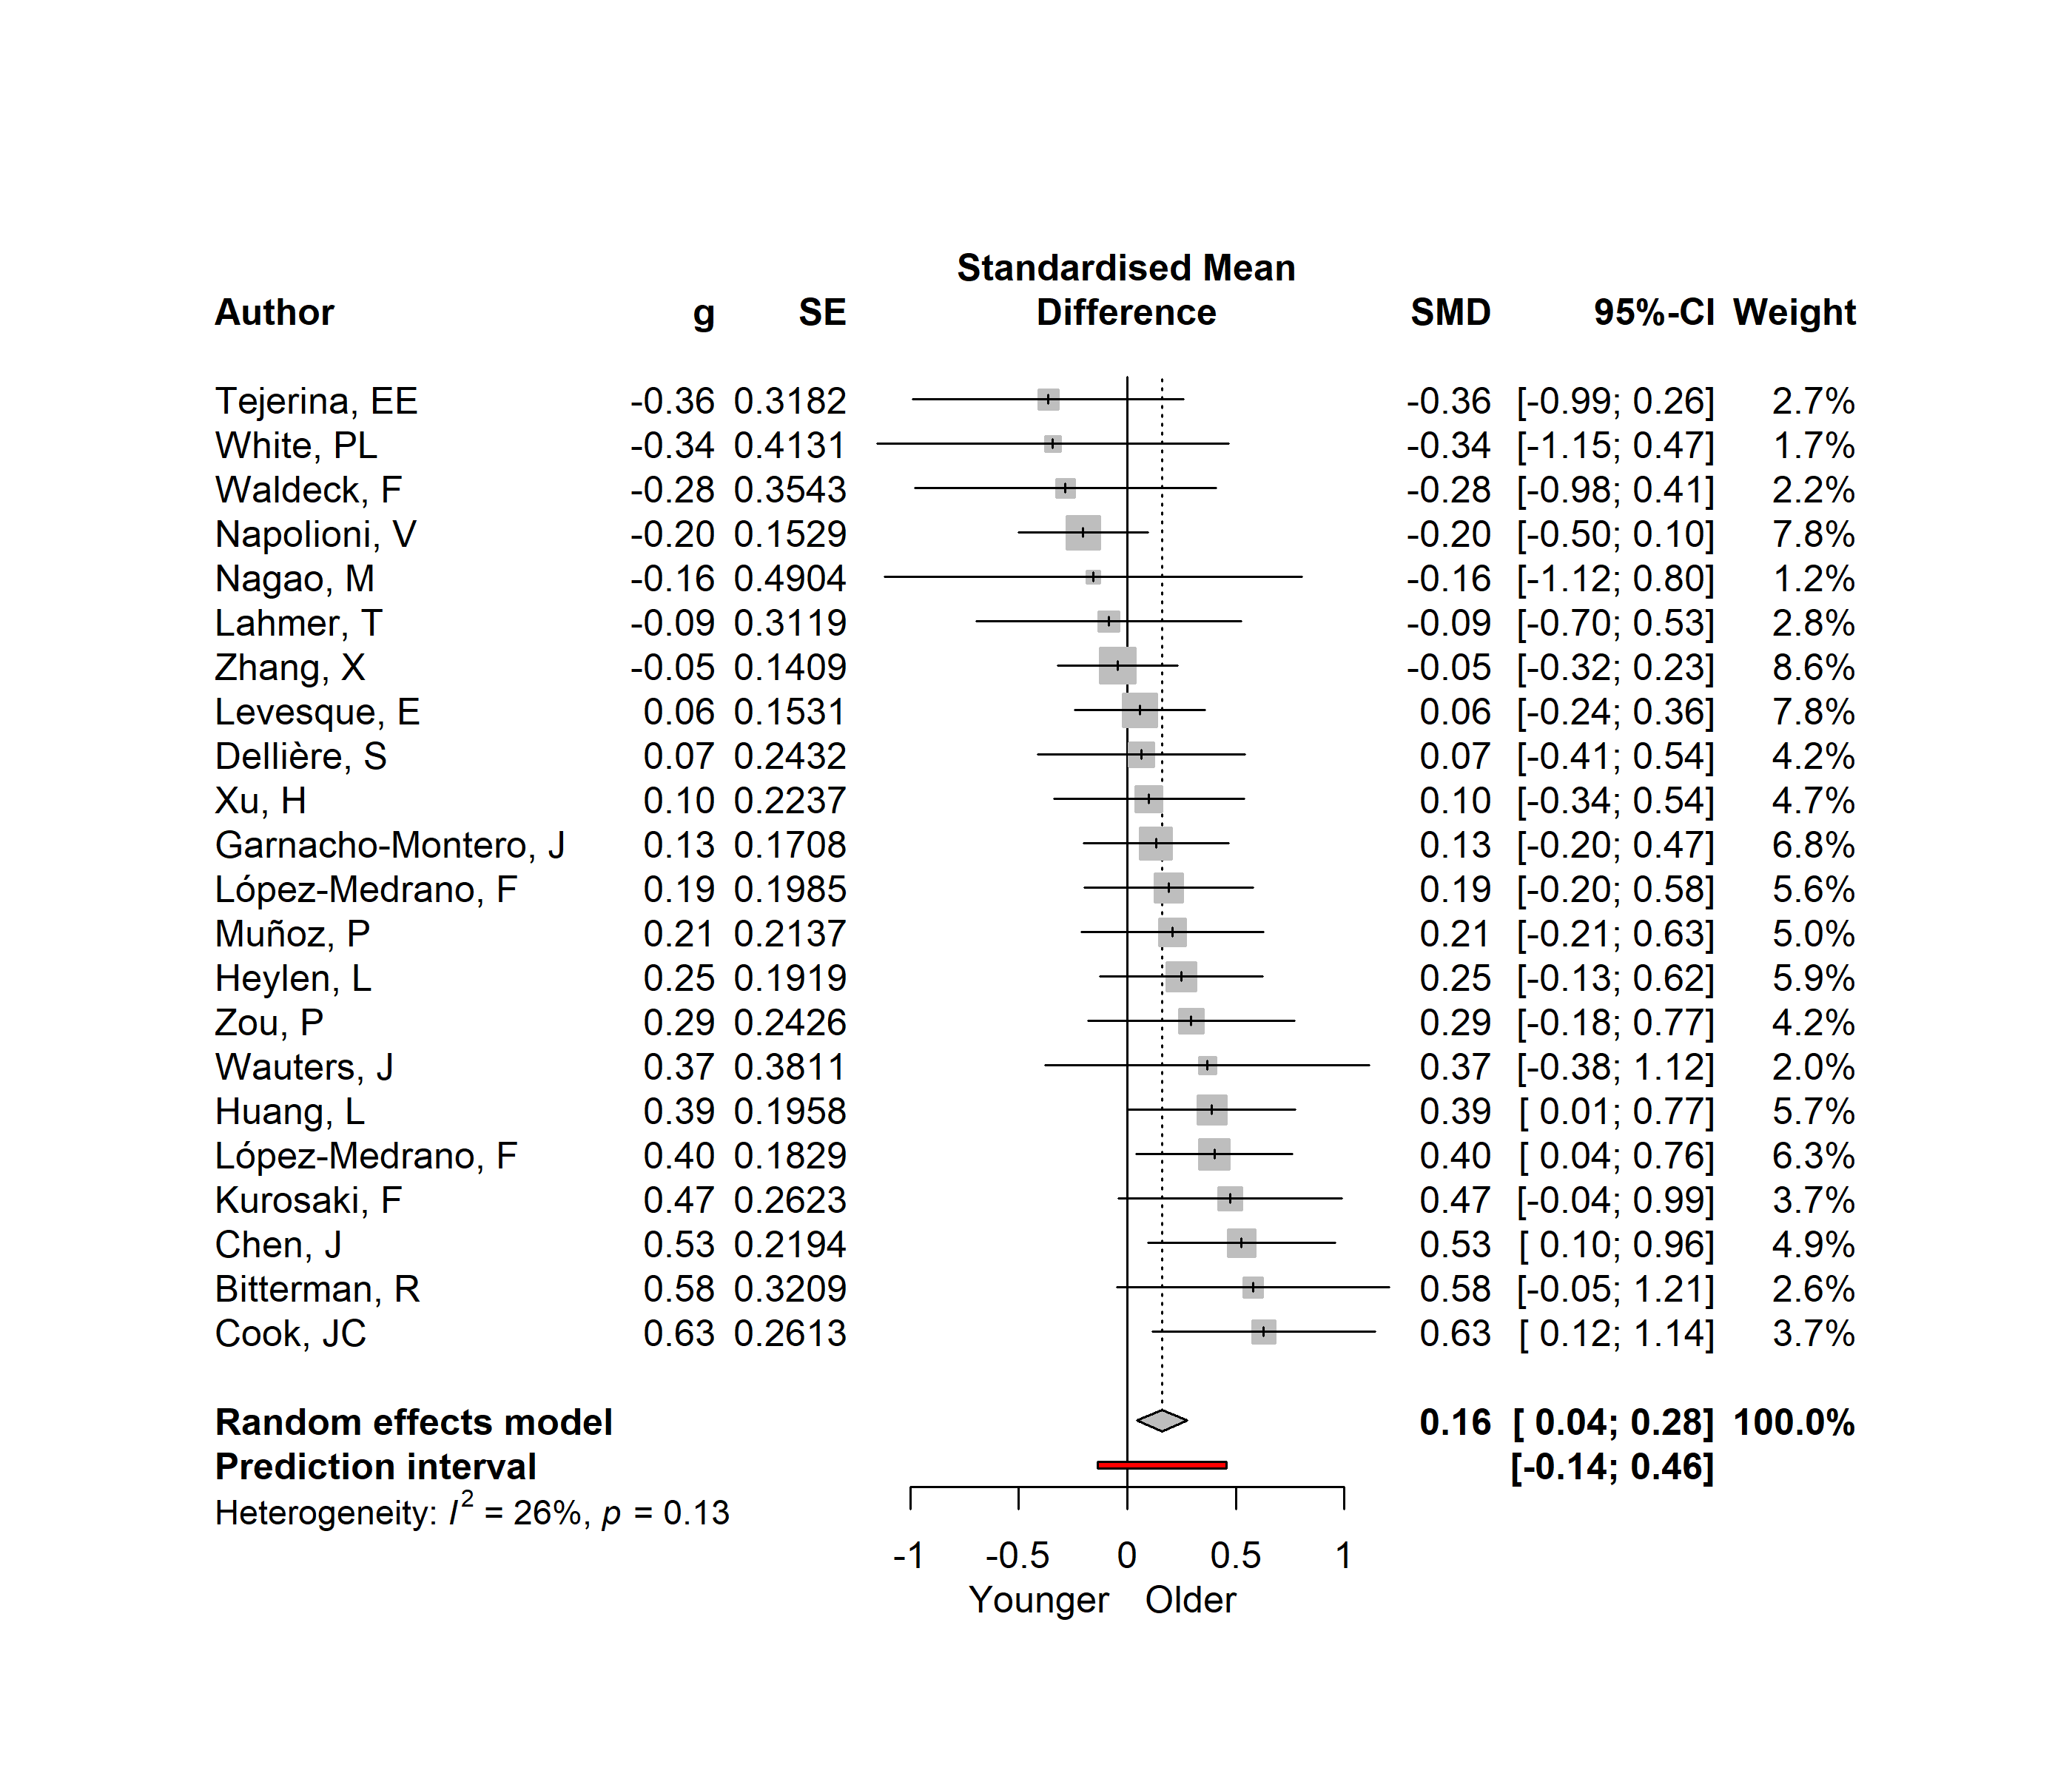 Standardised Mean
Author g SE Difference SMD 95%-CI Weight
Tejerina, EE -0.36 0.3182 -0.36 [-0.99; 0.26] 2.7%
White, PL -0.34 0.4131 -0.34 [-1.15; 0.47] 1.7%
Waldeck, F -0.28 0.3543 -0.28 [-0.98; 0.41] 2.2%
Napolioni, V -0.20 0.1529 -0.20 [-0.50; 0.10] 7.8%
Nagao, M -0.16 0.4904 -0.16 [-1.12; 0.80] 1.2%
Lahmer, T -0.09 0.3119 -0.09 [-0.70; 0.53] 2.8%
Zhang, X -0.05 0.1409 -0.05 [-0.32; 0.23] 8.6%
Levesque, E 0.06 0.1531 0.06 [-0.24; 0.36] 7.8%
Dellière, S 0.07 0.2432 0.07 [-0.41; 0.54] 4.2%
Xu, H 0.10 0.2237 0.10 [-0.34; 0.54] 4.7%
Garnacho-Montero, J 0.13 0.1708 0.13 [-0.20; 0.47] 6.8%
López-Medrano, F 0.19 0.1985 0.19 [-0.20; 0.58] 5.6%
Muñoz, P 0.21 0.2137 0.21 [-0.21; 0.63] 5.0%
Heylen, L 0.25 0.1919 0.25 [-0.13; 0.62] 5.9%
Zou, P 0.29 0.2426 0.29 [-0.18; 0.77] 4.2%
Wauters, J 0.37 0.3811 0.37 [-0.38; 1.12] 2.0%
Huang, L 0.39 0.1958 0.39 [ 0.01; 0.77] 5.7%
López-Medrano, F 0.40 0.1829 0.40 [ 0.04; 0.76] 6.3%
Kurosaki, F 0.47 0.2623 0.47 [-0.04; 0.99] 3.7%
Chen, J 0.53 0.2194 0.53 [ 0.10; 0.96] 4.9%
Bitterman, R 0.58 0.3209 0.58 [-0.05; 1.21] 2.6%
Cook, JC 0.63 0.2613 0.63 [ 0.12; 1.14] 3.7%
Random effects model 0.16 [ 0.04; 0.28] 100.0%
Prediction interval [-0.14; 0.46]
Heterogeneity: I² = 26%, p = 0.13
-1 -0.5 0 0.5 1
Younger Older